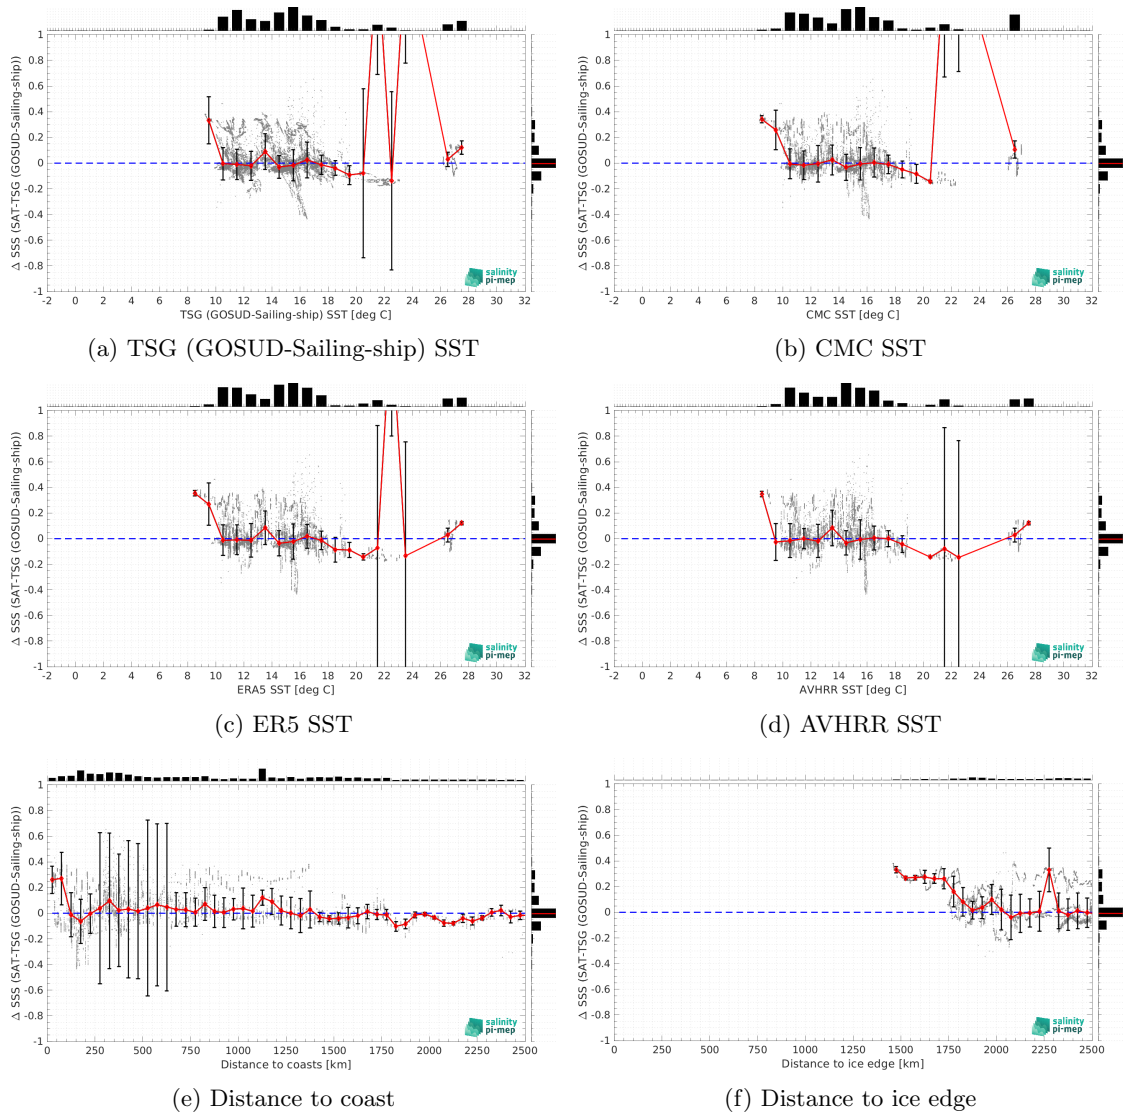 Δ SSS (SAT-TSG (GOSUD-Sailing-ship))
1
0.8
0.6
0.4
0.2
0
-0.2
-0.4
-0.6
-0.8
-1
-2 0 2 4 6 8 10 12 14 16 18 20 22 24 26 28 30 32
TSG (GOSUD-Sailing-ship) SST [deg C]
salinity
pi-mep
(a) TSG (GOSUD-Sailing-ship) SST
Δ SSS (SAT-TSG (GOSUD-Sailing-ship))
1
0.8
0.6
0.4
0.2
0
-0.2
-0.4
-0.6
-0.8
-1
-2 0 2 4 6 8 10 12 14 16 18 20 22 24 26 28 30 32
CMC SST [deg C]
salinity
pi-mep
(b) CMC SST
Δ SSS (SAT-TSG (GOSUD-Sailing-ship))
1
0.8
0.6
0.4
0.2
0
-0.2
-0.4
-0.6
-0.8
-1
-2 0 2 4 6 8 10 12 14 16 18 20 22 24 26 28 30 32
ERA5 SST [deg C]
salinity
pi-mep
(c) ER5 SST
Δ SSS (SAT-TSG (GOSUD-Sailing-ship))
1
0.8
0.6
0.4
0.2
0
-0.2
-0.4
-0.6
-0.8
-1
-2 0 2 4 6 8 10 12 14 16 18 20 22 24 26 28 30 32
AVHRR SST [deg C]
salinity
pi-mep
(d) AVHRR SST
Δ SSS (SAT-TSG (GOSUD-Sailing-ship))
1
0.8
0.6
0.4
0.2
0
-0.2
-0.4
-0.6
-0.8
-1
0 250 500 750 1000 1250 1500 1750 2000 2250 2500
Distance to coasts [km]
salinity
pi-mep
(e) Distance to coast
Δ SSS (SAT-TSG (GOSUD-Sailing-ship))
1
0.8
0.6
0.4
0.2
0
-0.2
-0.4
-0.6
-0.8
-1
0 250 500 750 1000 1250 1500 1750 2000 2250 2500
Distance to ice edge [km]
salinity
pi-mep
(f) Distance to ice edge